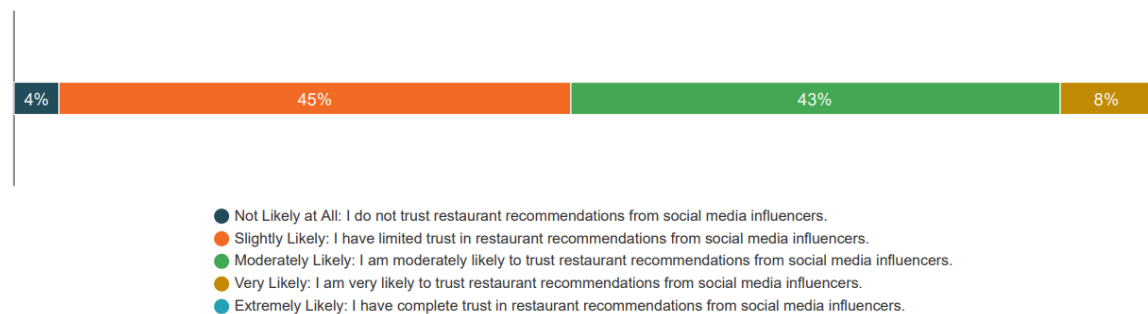 4% 45% 43% 8%
Not Likely at All: I do not trust restaurant recommendations from social media influencers.
Slightly Likely: I have limited trust in restaurant recommendations from social media influencers.
Moderately Likely: I am moderately likely to trust restaurant recommendations from social media influencers.
Very Likely: I am very likely to trust restaurant recommendations from social media influencers.
Extremely Likely: I have complete trust in restaurant recommendations from social media influencers.